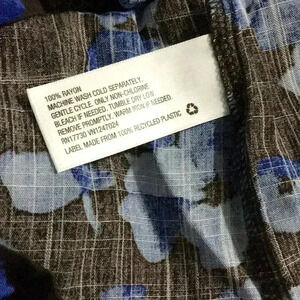 100% RAYON
MACHINE WASH COLD SEPARATELY,
GENTLE CYCLE. ONLY NON-CHLORINE
BLEACH IF NEEDED. TUMBLE DRY LOW
REMOVE PROMPTLY. WARM IRON IF NEEDED.
RN17730 VN1247024
LABEL MADE FROM 100% RECYCLED PLASTIC